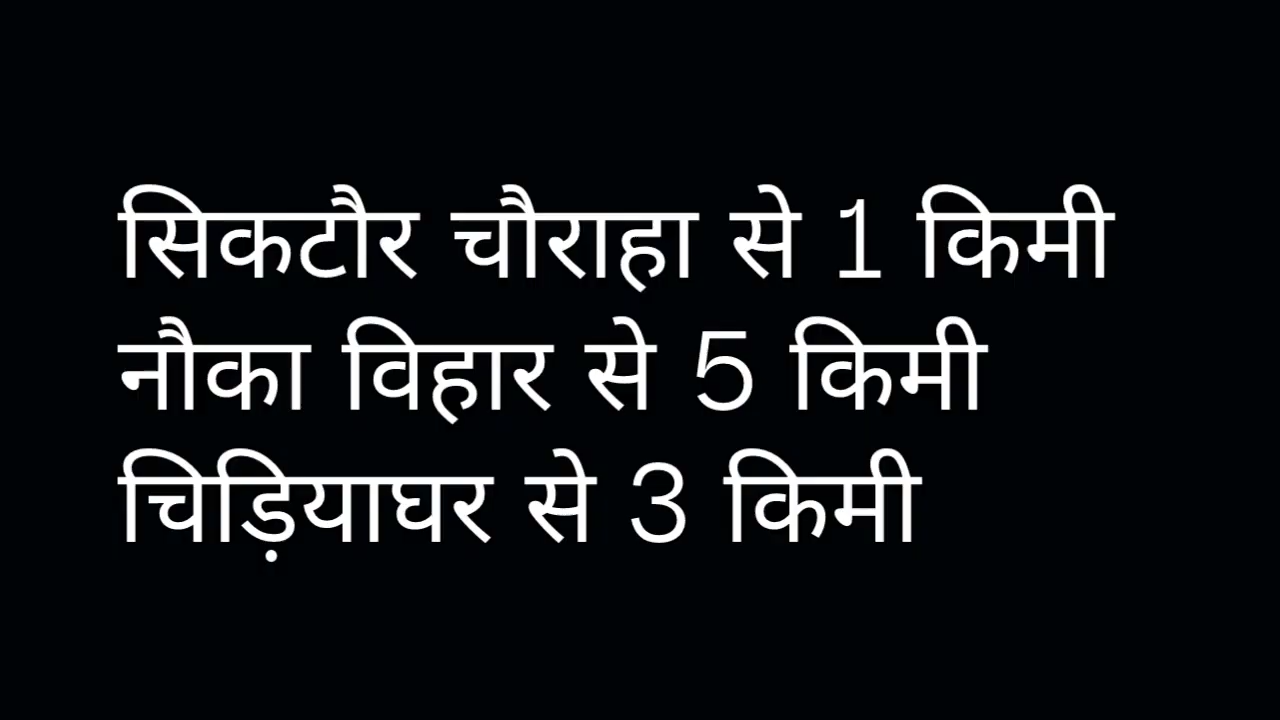 सिकटौर चौराहा से 1 किमी
नौका विहार से 5 किमी
चिड़ियाघर से 3 किमी